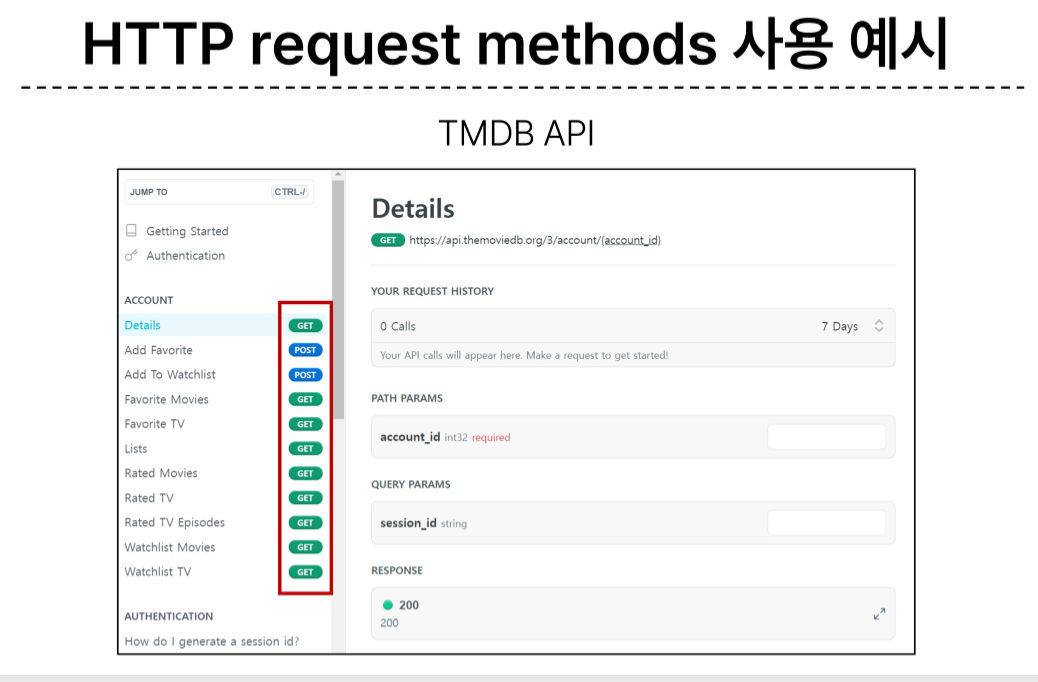 HTTP request methods 사용 예시
TMDB API
JUMP TO CTRL-/
Getting Started
Authentication
ACCOUNT
Details GET
Add Favorite POST
Add To Watchlist POST
Favorite Movies GET
Favorite TV GET
Lists GET
Rated Movies GET
Rated TV GET
Rated TV Episodes GET
Watchlist Movies GET
Watchlist TV GET
AUTHENTICATION
How do I generate a session id?
Details
GET https://api.themoviedb.org/3/account/{account_id}
YOUR REQUEST HISTORY
0 Calls 7 Days
Your API calls will appear here. Make a request to get started!
PATH PARAMS
account_id int32 required
QUERY PARAMS
session_id string
RESPONSE
200
200